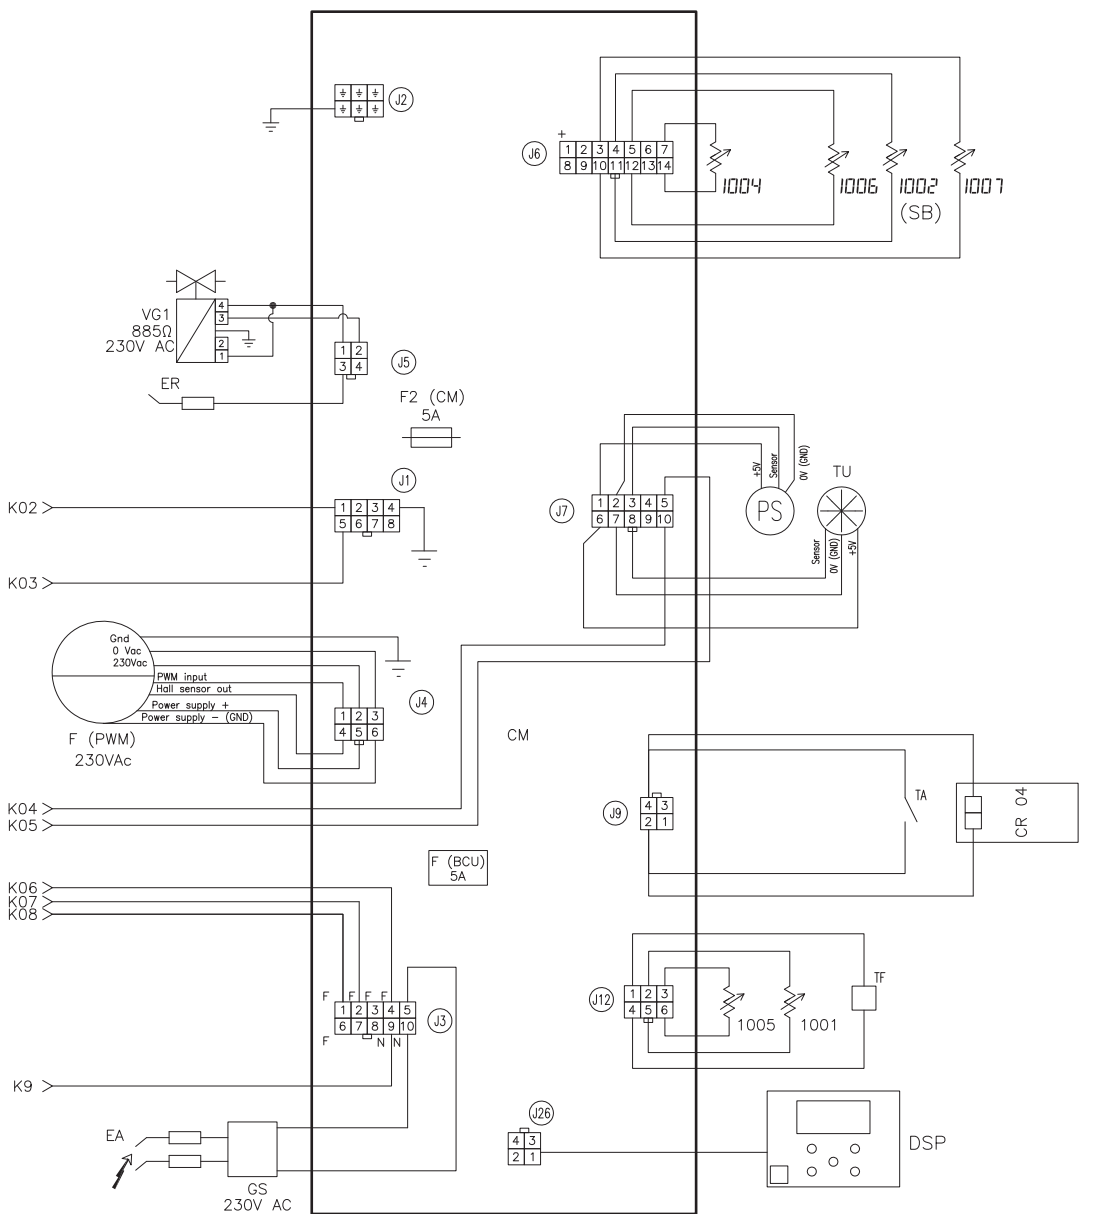 J2
J6
+
1 2 3 4 5 6 7
8 9 10 11 12 13 14
1004
1006
1002
1007
(SB)
VG1
885Ω
230V AC
4
3
2
1
1 2
3 4
J5
ER
F2 (CM)
5A
J1
K02
1 2 3 4
5 6 7 8
K03
J7
1 2 3 4 5
6 7 8 9 10
+5V
Sensor
0V (GND)
PS
TU
Sensor
0V (GND)
+5V
Gnd
0 Vac
230Vac
PWM input
Hall sensor out
Power supply +
Power supply - (GND)
F (PWM)
230VAc
J4
1 2 3
4 5 6
CM
K04
K05
J9
4 3
2 1
TA
CR 04
F (BCU)
5A
K06
K07
K08
F F F F
1 2 3 4 5
6 7 8 9 10
F N N
J3
J12
1 2 3
4 5 6
1005
1001
TF
K9
EA
GS
230V AC
J26
4 3
2 1
DSP